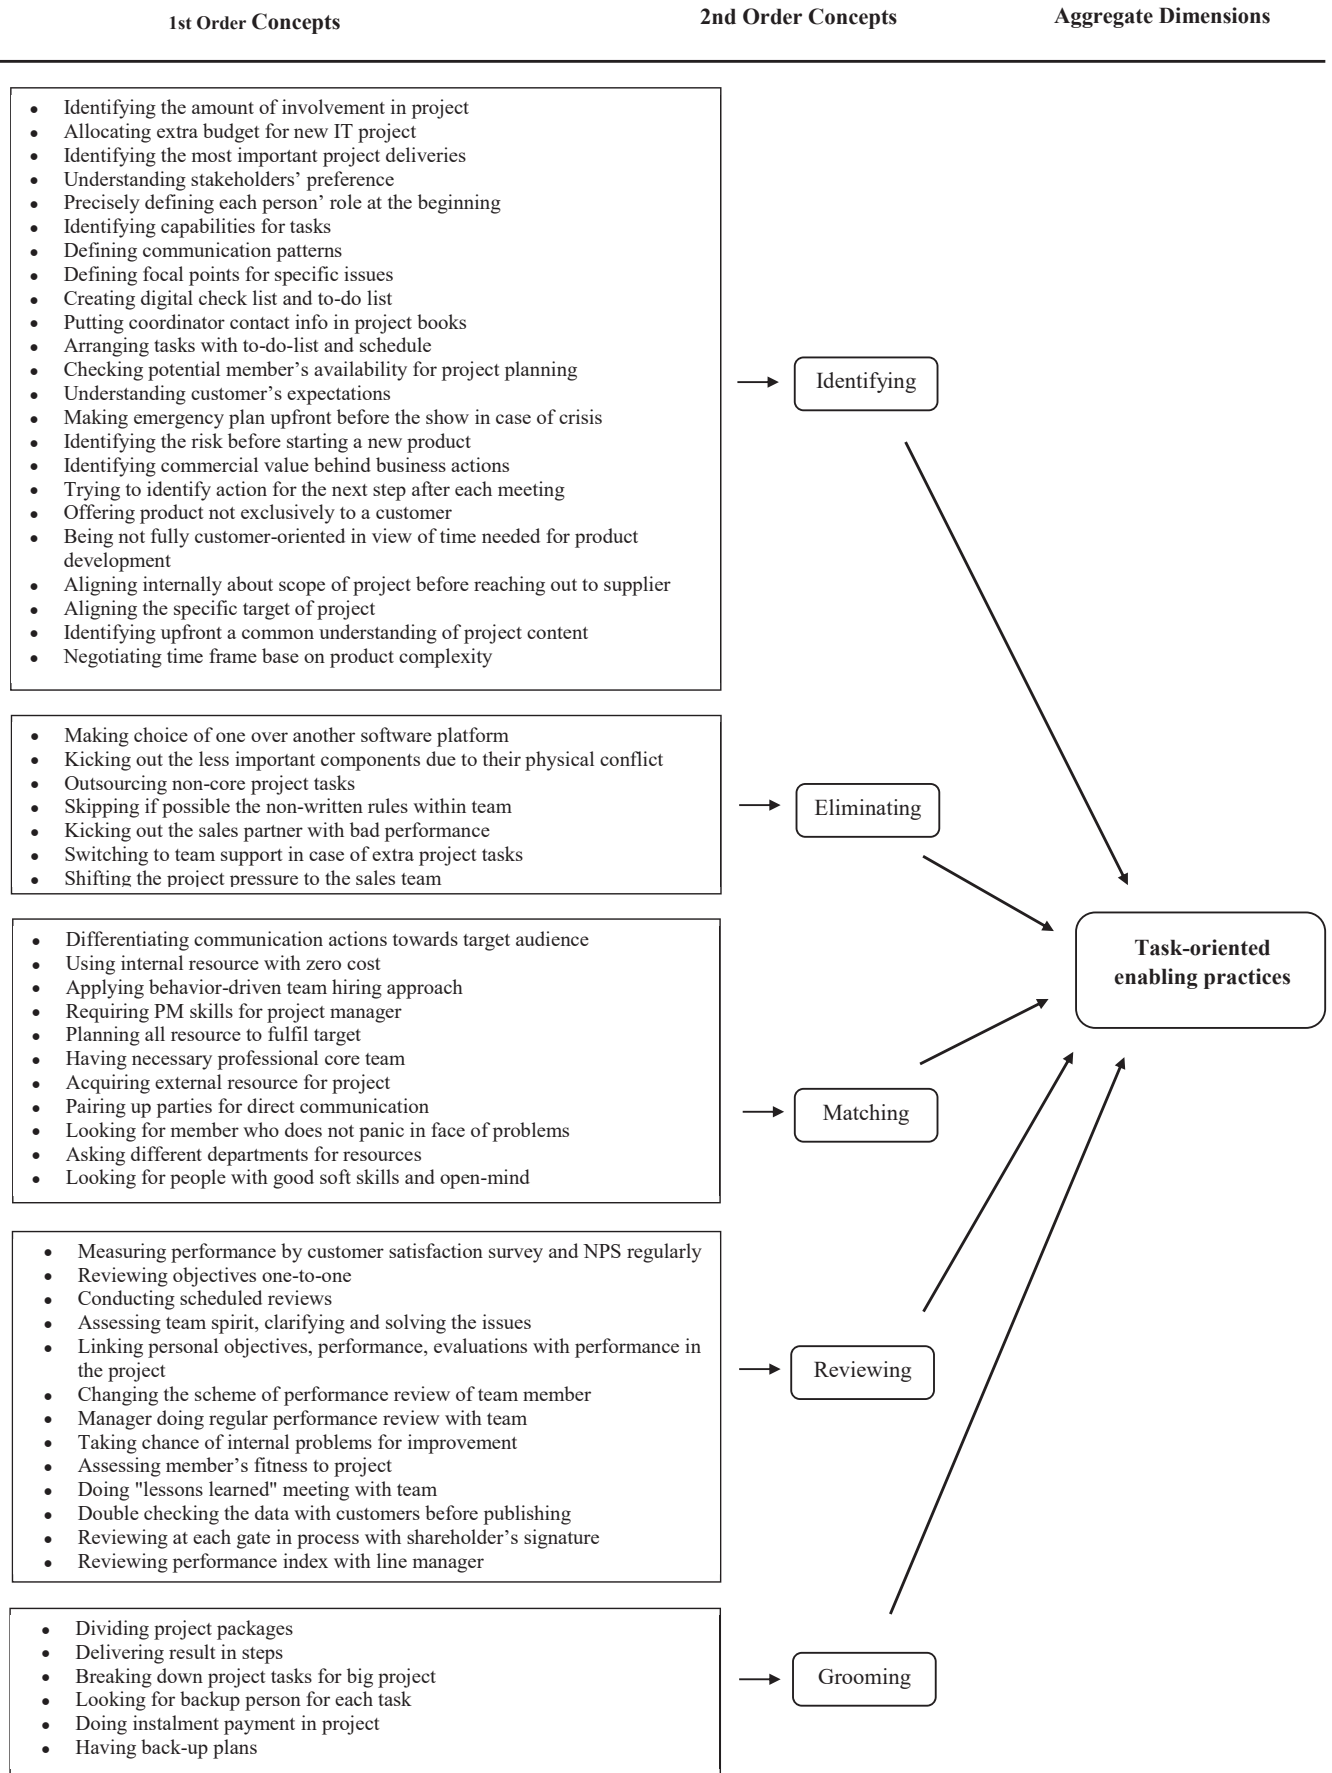 1st Order Concepts
2nd Order Concepts
Aggregate Dimensions
• Identifying the amount of involvement in project
• Allocating extra budget for new IT project
• Identifying the most important project deliveries
• Understanding stakeholders’ preference
• Precisely defining each person’ role at the beginning
• Identifying capabilities for tasks
• Defining communication patterns
• Defining focal points for specific issues
• Creating digital check list and to-do list
• Putting coordinator contact info in project books
• Arranging tasks with to-do-list and schedule
• Checking potential member’s availability for project planning
• Understanding customer’s expectations
• Making emergency plan upfront before the show in case of crisis
• Identifying the risk before starting a new product
• Identifying commercial value behind business actions
• Trying to identify action for the next step after each meeting
• Offering product not exclusively to a customer
• Being not fully customer-oriented in view of time needed for product
development
• Aligning internally about scope of project before reaching out to supplier
• Aligning the specific target of project
• Identifying upfront a common understanding of project content
• Negotiating time frame base on product complexity
Identifying
• Making choice of one over another software platform
• Kicking out the less important components due to their physical conflict
• Outsourcing non-core project tasks
• Skipping if possible the non-written rules within team
• Kicking out the sales partner with bad performance
• Switching to team support in case of extra project tasks
• Shifting the project pressure to the sales team
Eliminating
• Differentiating communication actions towards target audience
• Using internal resource with zero cost
• Applying behavior-driven team hiring approach
• Requiring PM skills for project manager
• Planning all resource to fulfil target
• Having necessary professional core team
• Acquiring external resource for project
• Pairing up parties for direct communication
• Looking for member who does not panic in face of problems
• Asking different departments for resources
• Looking for people with good soft skills and open-mind
Matching
Task-oriented
enabling practices
• Measuring performance by customer satisfaction survey and NPS regularly
• Reviewing objectives one-to-one
• Conducting scheduled reviews
• Assessing team spirit, clarifying and solving the issues
• Linking personal objectives, performance, evaluations with performance in
the project
• Changing the scheme of performance review of team member
• Manager doing regular performance review with team
• Taking chance of internal problems for improvement
• Assessing member’s fitness to project
• Doing "lessons learned" meeting with team
• Double checking the data with customers before publishing
• Reviewing at each gate in process with shareholder’s signature
• Reviewing performance index with line manager
Reviewing
• Dividing project packages
• Delivering result in steps
• Breaking down project tasks for big project
• Looking for backup person for each task
• Doing instalment payment in project
• Having back-up plans
Grooming